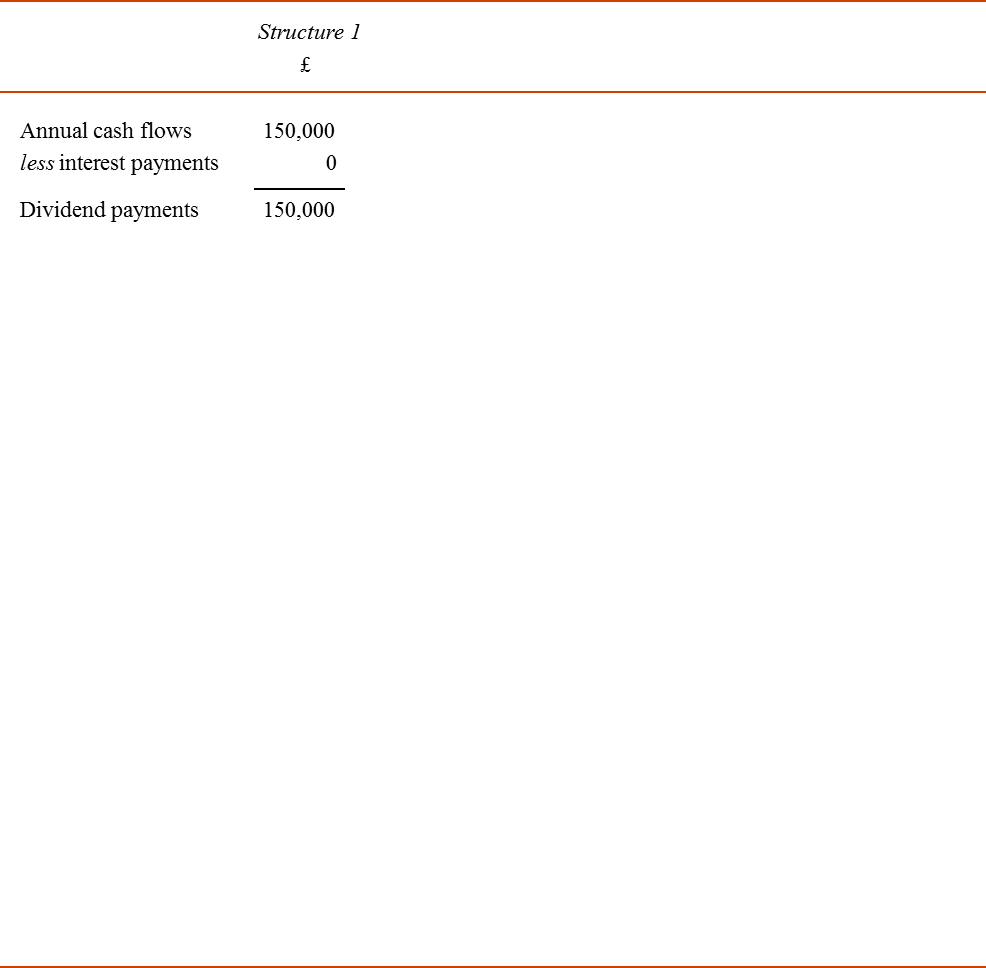 Structure 1
£
Annual cash flows 150,000
less interest payments 0
Dividend payments 150,000